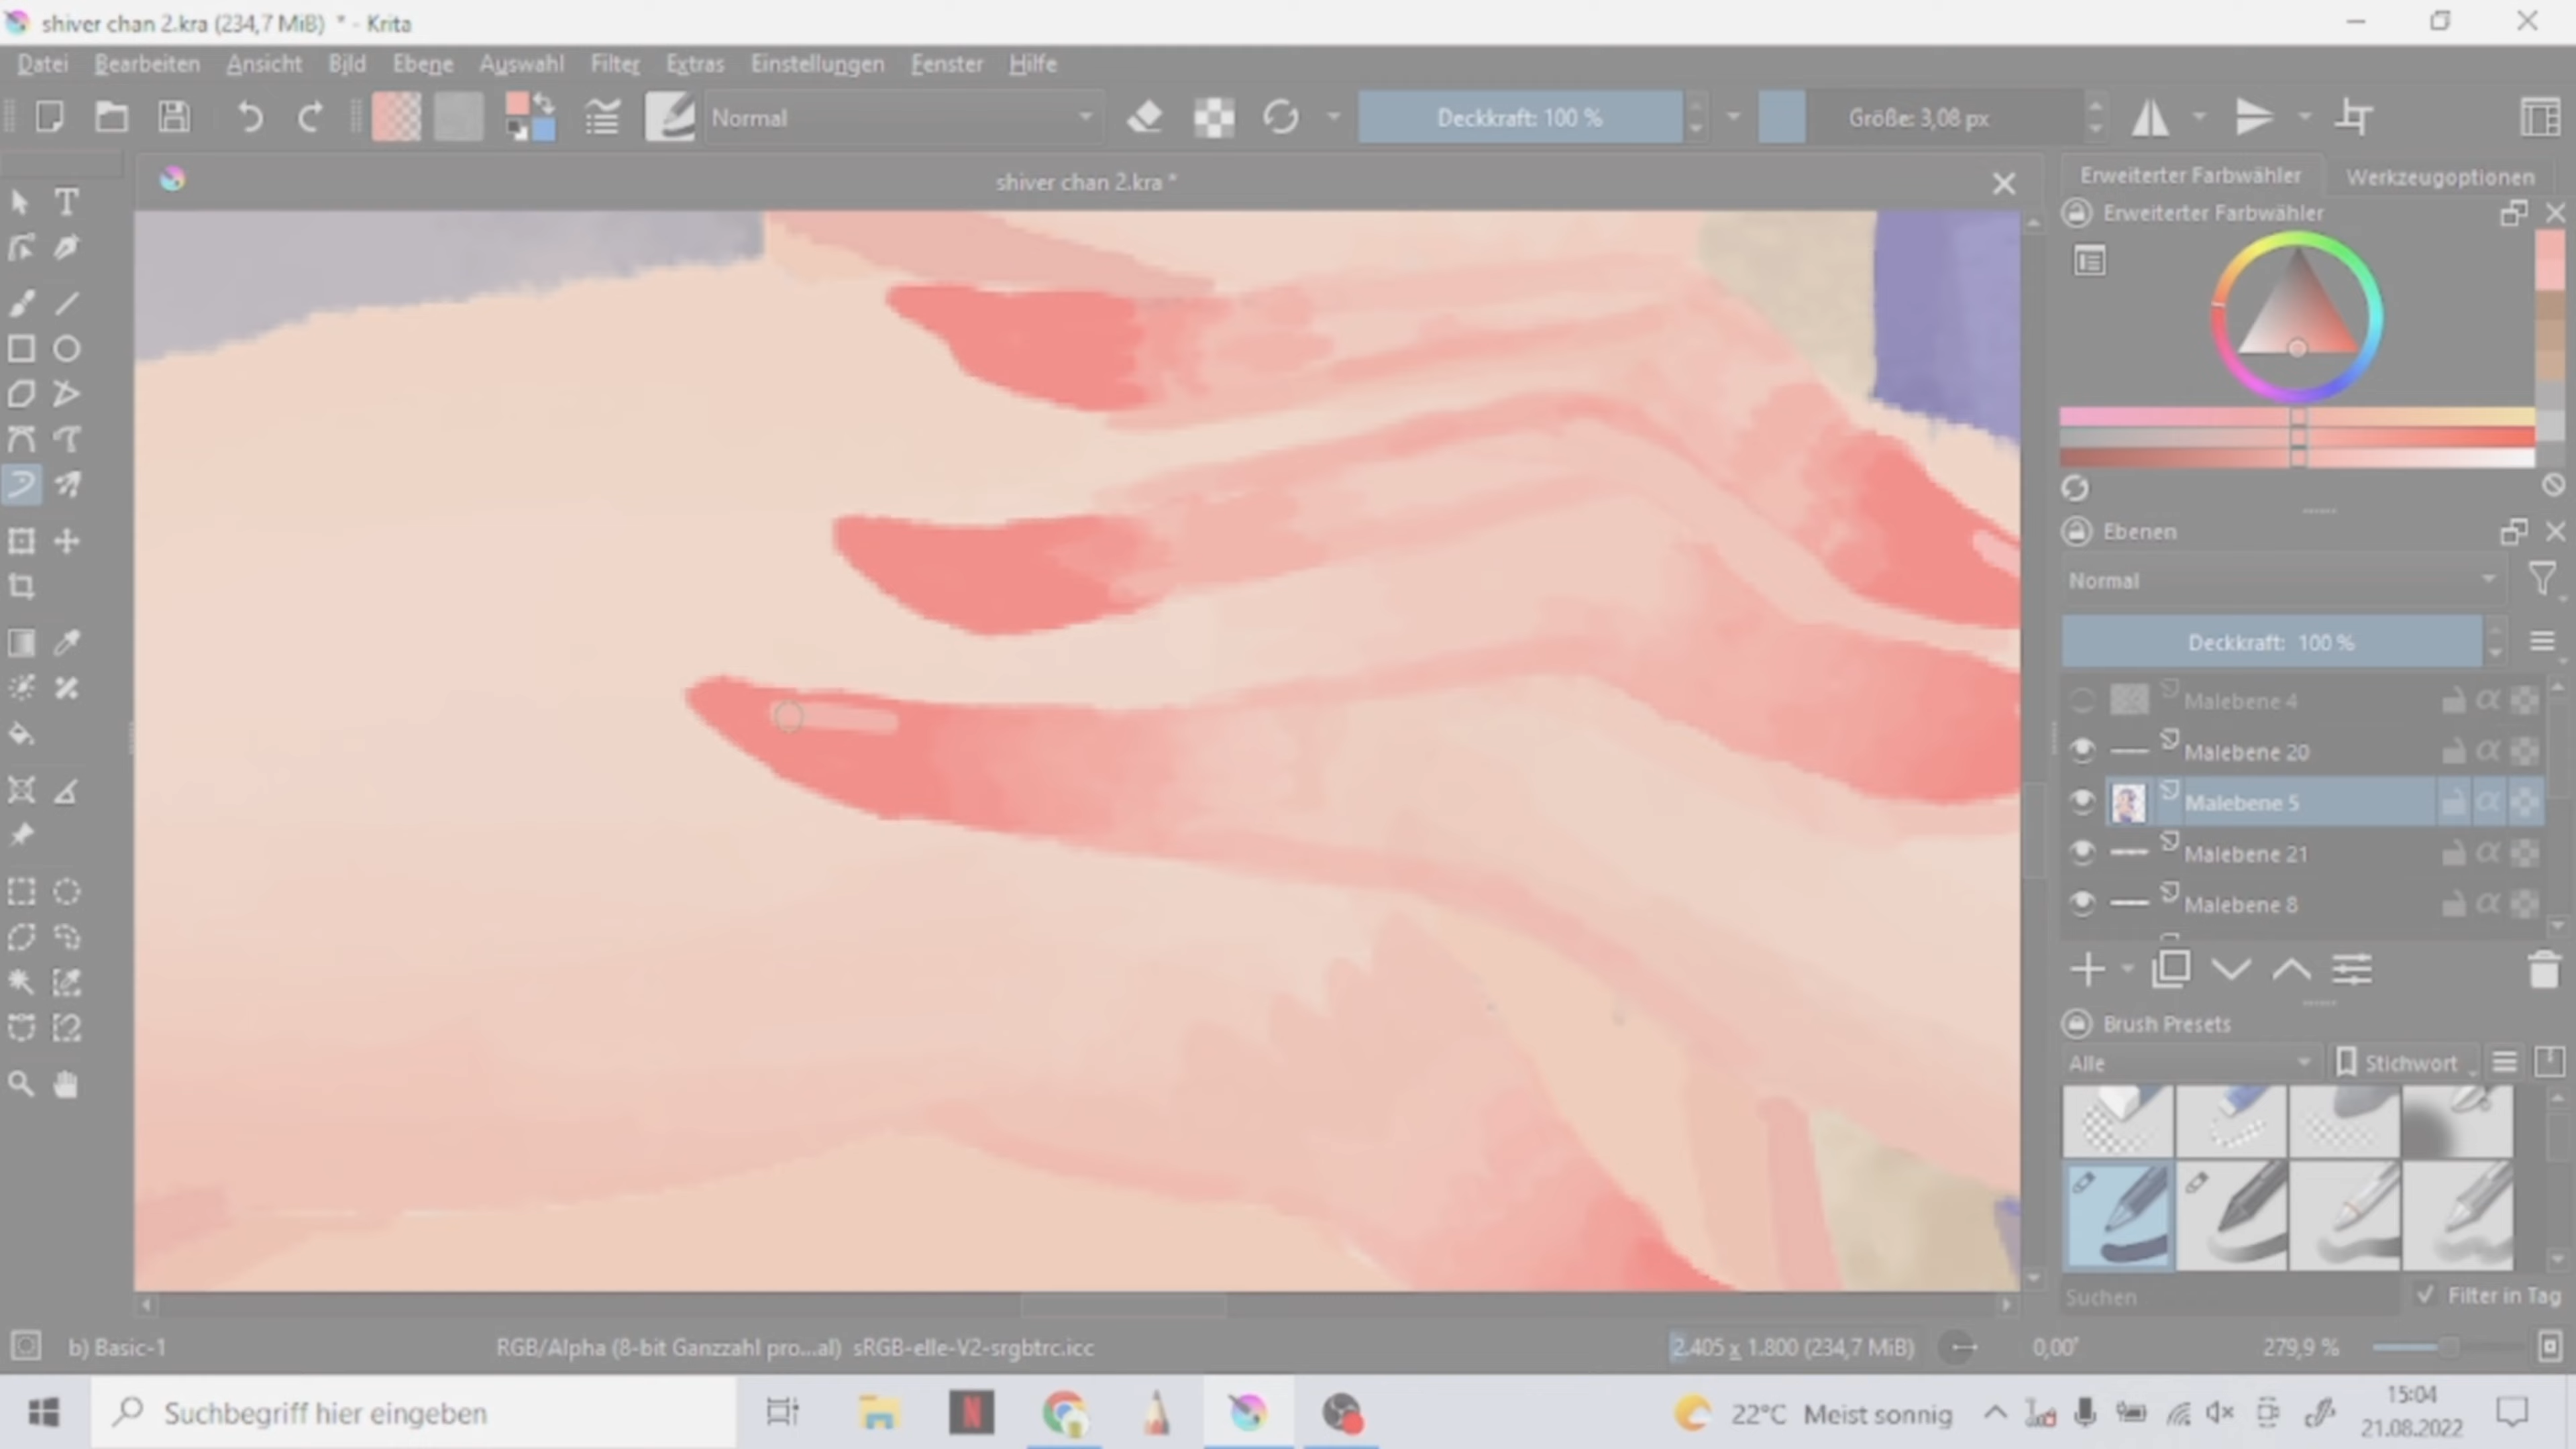 shiver chan 2.kra (234,7 MiB) * - Krita
Datei Bearbeiten Ansicht Bild Ebene Auswahl Filter Extras Einstellungen Fenster Hilfe
Normal Deckkraft: 100 % Größe: 3,08 px
shiver chan 2.kra *
Erweiterter Farbwähler Werkzeugoptionen
Erweiterter Farbwähler
Ebenen
Normal
Deckkraft: 100 %
Malebene 4
Malebene 20
Malebene 5
Malebene 21
Malebene 8
Brush Presets
Alle Stichwort
Suchen Filter in Tag
b) Basic-1 RGB/Alpha (8-bit Ganzzahl pro...al) sRGB-elle-V2-srgbtrc.icc 2.405 x 1.800 (234,7 MiB) 0,00° 279,9 %
Suchbegriff hier eingeben 22°C Meist sonnig 15:04
21.08.2022